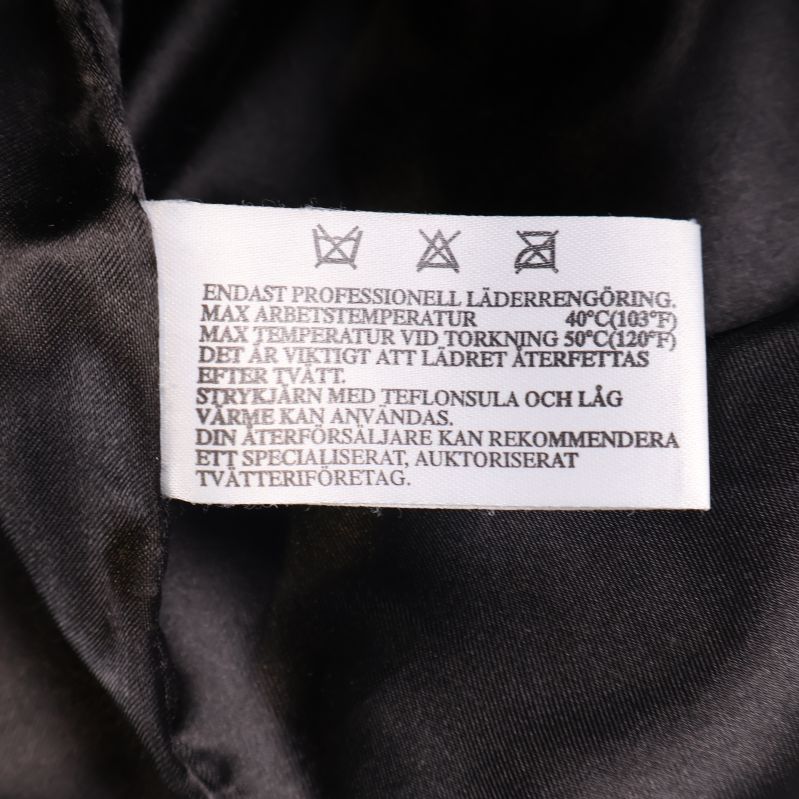 ENDAST PROFESSIONELL LÄDERRENGÖRING.
MAX ARBETSTEMPERATUR 40°C(103°F)
MAX TEMPERATUR VID TORKNING 50°C(120°F)
DET ÄR VIKTIGT ATT LÄDRET ÅTERFETTAS
EFTER TVÄTT.
STRYKJÄRN MED TEFLONSULA OCH LÅG
VÄRME KAN ANVÄNDAS.
DIN ÅTERFÖRSÄLJARE KAN REKOMMENDERA
ETT SPECIALISERAT, AUKTORISERAT
TVÄTTERIFÖRETAG.